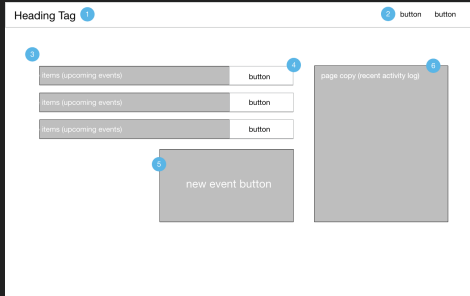 Heading Tag 1
2 button button
3
4
items (upcoming events) button
items (upcoming events) button
items (upcoming events) button
5
new event button
6
page copy (recent activity log)